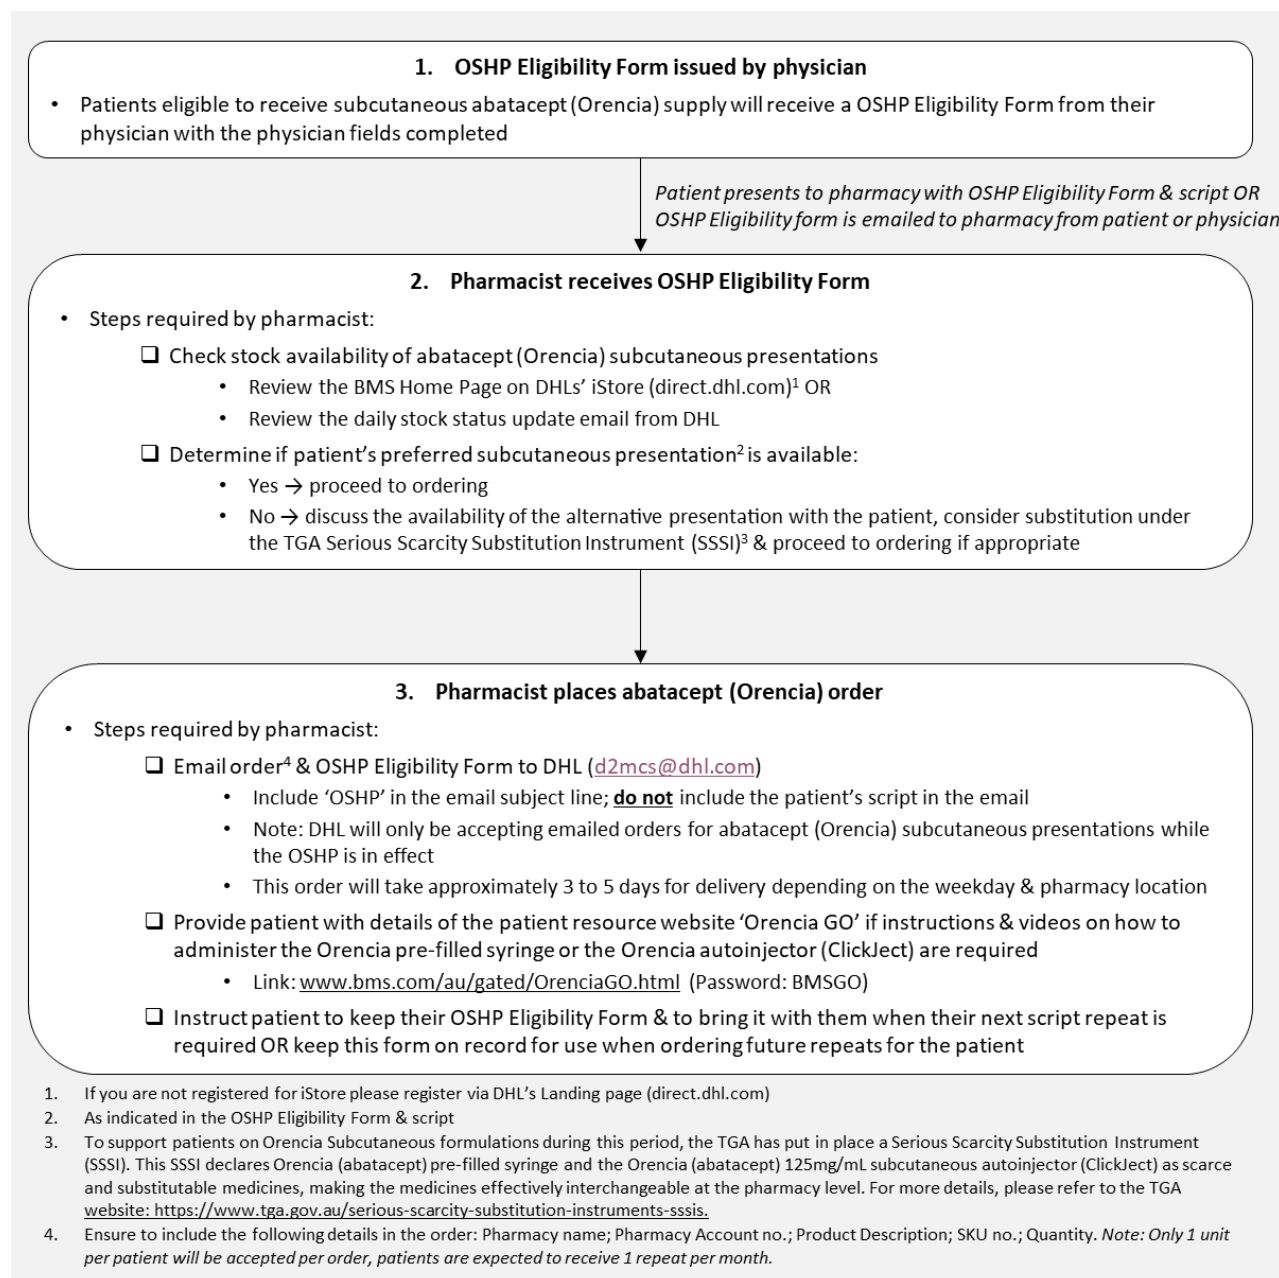 1. OSHP Eligibility Form issued by physician
• Patients eligible to receive subcutaneous abatacept (Orencia) supply will receive a OSHP Eligibility Form from their
physician with the physician fields completed
Patient presents to pharmacy with OSHP Eligibility Form & script OR
OSHP Eligibility form is emailed to pharmacy from patient or physician
2. Pharmacist receives OSHP Eligibility Form
• Steps required by pharmacist:
❑ Check stock availability of abatacept (Orencia) subcutaneous presentations
• Review the BMS Home Page on DHLs’ iStore (direct.dhl.com)¹ OR
• Review the daily stock status update email from DHL
❑ Determine if patient’s preferred subcutaneous presentation² is available:
• Yes → proceed to ordering
• No → discuss the availability of the alternative presentation with the patient, consider substitution under
the TGA Serious Scarcity Substitution Instrument (SSSI)³ & proceed to ordering if appropriate
3. Pharmacist places abatacept (Orencia) order
• Steps required by pharmacist:
❑ Email order⁴ & OSHP Eligibility Form to DHL (d2mcs@dhl.com)
• Include ‘OSHP’ in the email subject line; do not include the patient’s script in the email
• Note: DHL will only be accepting emailed orders for abatacept (Orencia) subcutaneous presentations while
the OSHP is in effect
• This order will take approximately 3 to 5 days for delivery depending on the weekday & pharmacy location
❑ Provide patient with details of the patient resource website ‘Orencia GO’ if instructions & videos on how to
administer the Orencia pre-filled syringe or the Orencia autoinjector (ClickJect) are required
• Link: www.bms.com/au/gated/OrenciaGO.html (Password: BMSGO)
❑ Instruct patient to keep their OSHP Eligibility Form & to bring it with them when their next script repeat is
required OR keep this form on record for use when ordering future repeats for the patient
1. If you are not registered for iStore please register via DHL’s Landing page (direct.dhl.com)
2. As indicated in the OSHP Eligibility Form & script
3. To support patients on Orencia Subcutaneous formulations during this period, the TGA has put in place a Serious Scarcity Substitution Instrument
(SSSI). This SSSI declares Orencia (abatacept) pre-filled syringe and the Orencia (abatacept) 125mg/mL subcutaneous autoinjector (ClickJect) as scarce
and substitutable medicines, making the medicines effectively interchangeable at the pharmacy level. For more details, please refer to the TGA
website: https://www.tga.gov.au/serious-scarcity-substitution-instruments-sssis.
4. Ensure to include the following details in the order: Pharmacy name; Pharmacy Account no.; Product Description; SKU no.; Quantity. Note: Only 1 unit
per patient will be accepted per order, patients are expected to receive 1 repeat per month.